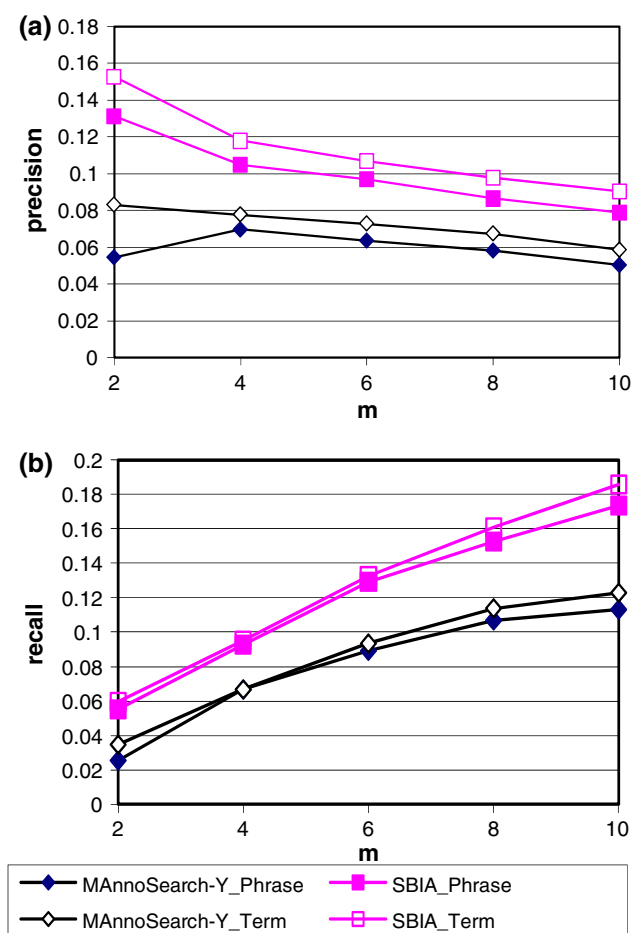 (a)
0.18
0.16
0.14
0.12
0.1
0.08
0.06
0.04
0.02
0
precision
2 4 6 8 10
m
(b)
0.2
0.18
0.16
0.14
0.12
0.1
0.08
0.06
0.04
0.02
0
recall
2 4 6 8 10
m
MAnnoSearch-Y_Phrase SBIA_Phrase
MAnnoSearch-Y_Term SBIA_Term